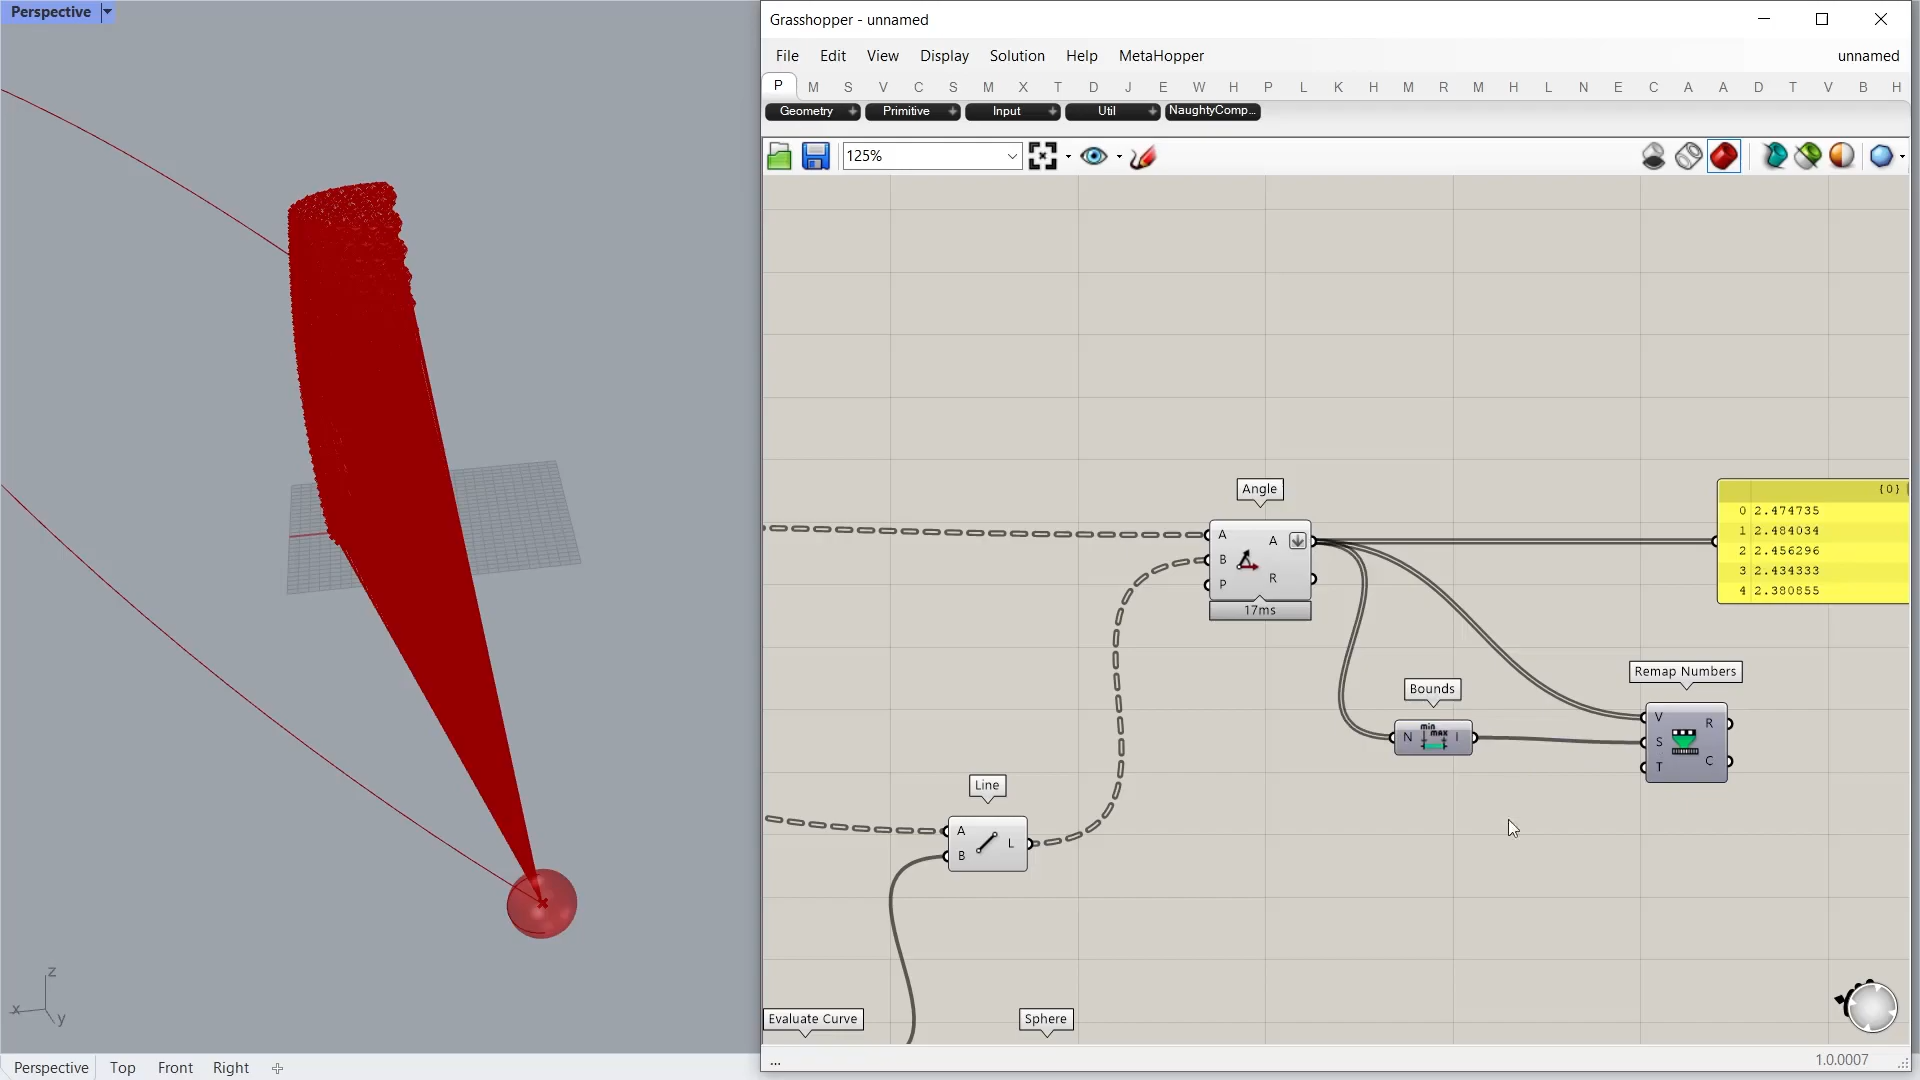 Perspective
Grasshopper - unnamed
File Edit View Display Solution Help MetaHopper unnamed
P M S V C S M X T D J E W H P L K H M R M H L N E C A A D T V B H
Geometry Primitive Input Util NaughtyComp...
125%
{0}
0 2.474735
1 2.484034
2 2.456296
3 2.434333
4 2.380855
Angle
A
B
P
A
R
17ms
Remap Numbers
V
S
T
R
C
Bounds
N min max I
Line
A
B
L
Evaluate Curve
Sphere
z
x
y
Perspective Top Front Right
...
1.0.0007